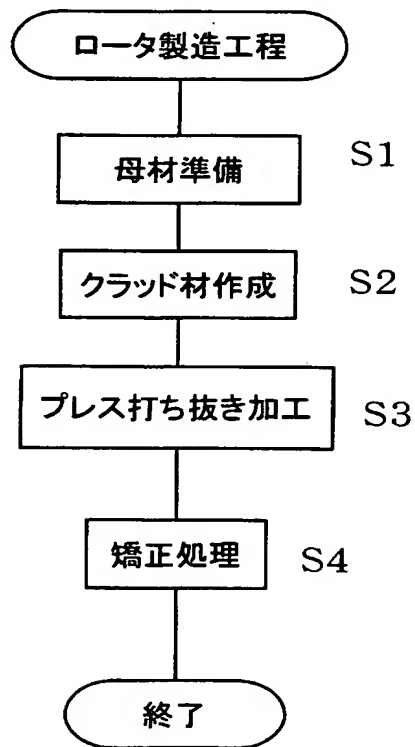 ロータ製造工程
母材準備
S1
クラッド材作成
S2
プレス打ち抜き加工
S3
矯正処理
S4
終了